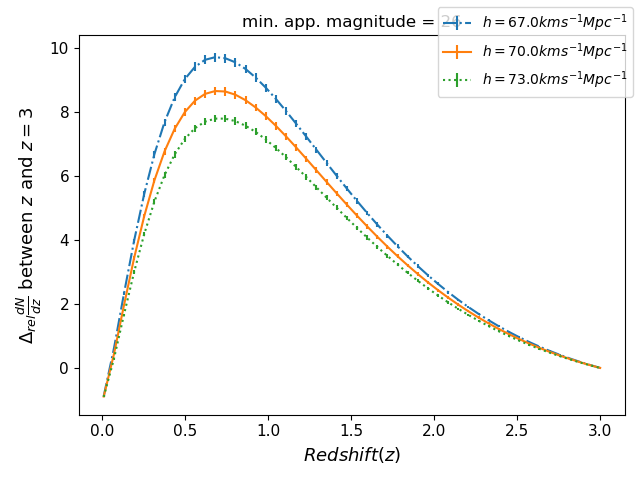 min. app. magnitude = 26
h = 67.0kms⁻¹Mpc⁻¹
h = 70.0kms⁻¹Mpc⁻¹
h = 73.0kms⁻¹Mpc⁻¹
Δ_rel dN/dz between z and z = 3
10
8
6
4
2
0
0.0 0.5 1.0 1.5 2.0 2.5 3.0
Redshift(z)